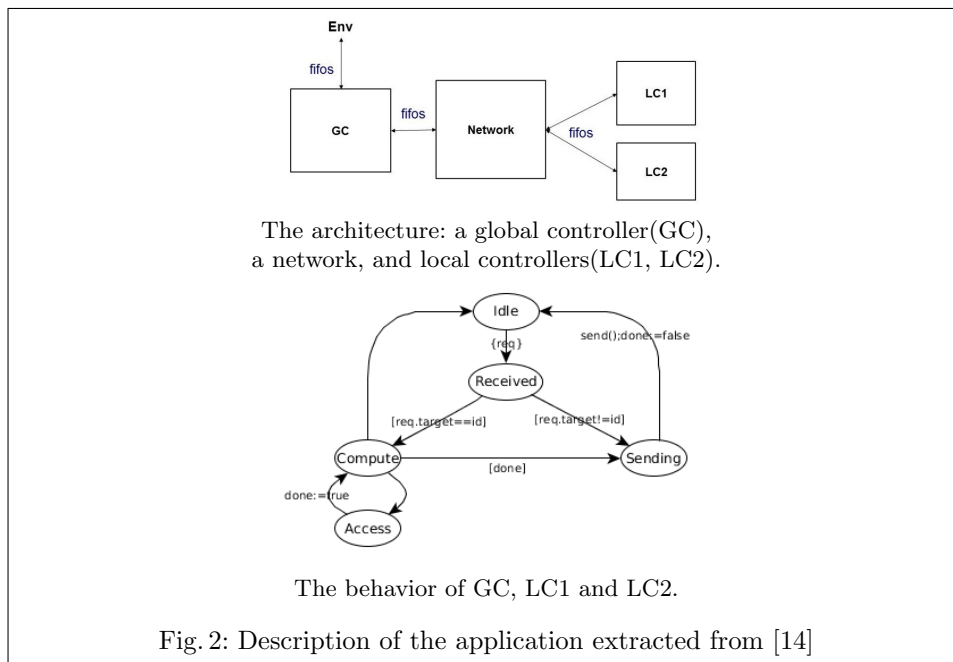 Env
fifos
GC
fifos
Network
fifos
LC1
LC2
The architecture: a global controller(GC),
a network, and local controllers(LC1, LC2).
Idle
send();done:=false
{req}
Received
[req.target==id]
[req.target!=id]
Compute
Sending
[done]
done:=true
Access
The behavior of GC, LC1 and LC2.
Fig. 2: Description of the application extracted from [14]